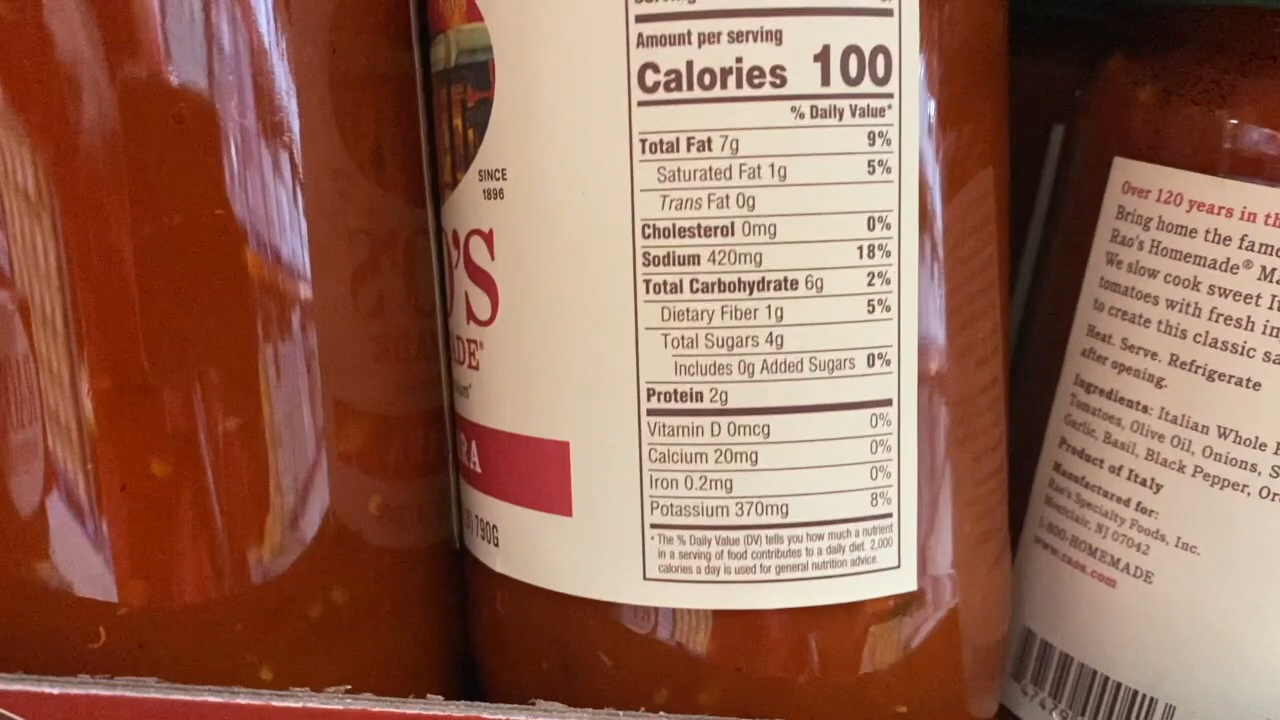 SINCE
1896
'S
DE
RA
790G
Amount per serving
Calories 100
% Daily Value*
Total Fat 7g 9%
Saturated Fat 1g 5%
Trans Fat 0g
Cholesterol 0mg 0%
Sodium 420mg 18%
Total Carbohydrate 6g 2%
Dietary Fiber 1g 5%
Total Sugars 4g
Includes 0g Added Sugars 0%
Protein 2g
Vitamin D 0mcg 0%
Calcium 20mg 0%
Iron 0.2mg 0%
Potassium 370mg 8%
* The % Daily Value (DV) tells you how much a nutrient
in a serving of food contributes to a daily diet. 2,000
calories a day is used for general nutrition advice.
Over 120 years in
Bring home the
Rao's Homemade®
We slow cook sweet
tomatoes with fresh
to create this classic
Heat. Serve. Refrigerate
after opening.
Ingredients: Italian Whole
Tomatoes, Olive Oil, Onions,
Garlic, Basil, Black Pepper,
Product of Italy
Manufactured for:
Rao's Specialty Foods, Inc.
Montclair, NJ 07042
1-800-HOMEMADE
www.raos.com